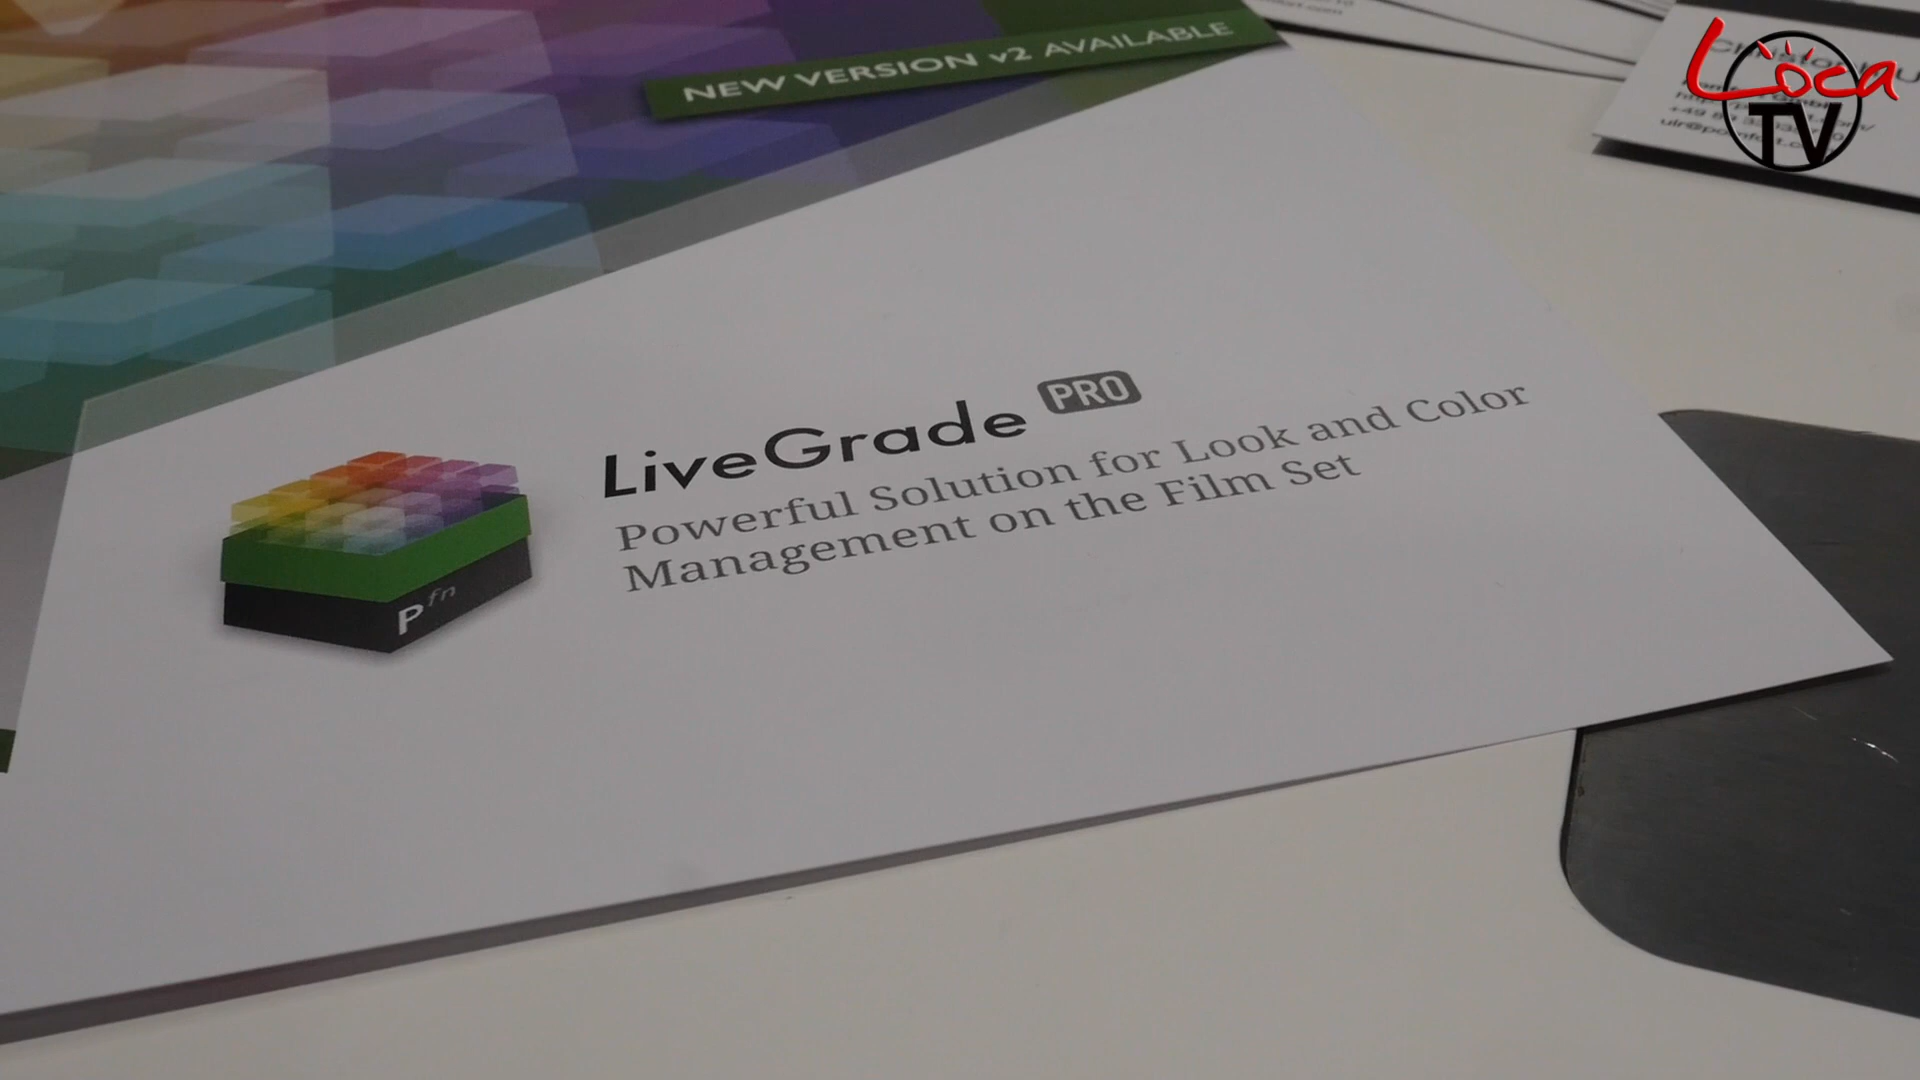 NEW VERSION v2 AVAILABLE
Loca
TV
LiveGrade PRO
Powerful Solution for Look and Color
Management on the Film Set
P fn